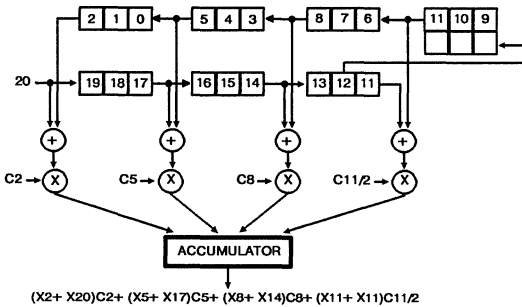 2 1 0 5 4 3 8 7 6 11 10 9
20 19 18 17 16 15 14 13 12 11
+ + + +
C2 X C5 X C8 X C11/2 X
ACCUMULATOR
(X2+ X20)C2+ (X5+ X17)C5+ (X8+ X14)C8+ (X11+ X11)C11/2